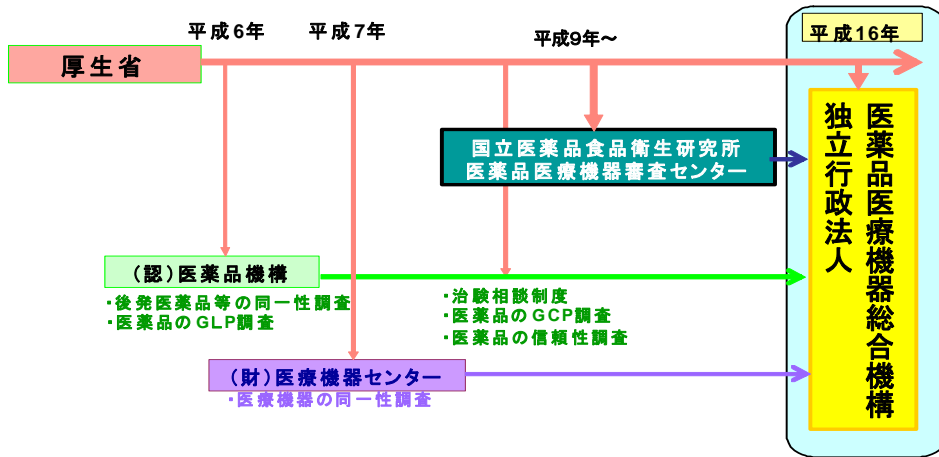 平成6年
平成7年
平成9年～
平成16年
厚生省
国立医薬品食品衛生研究所
医薬品医療機器審査センター
独立行政法人
医薬品医療機器総合機構
（認）医薬品機構
・後発医薬品等の同一性調査
・医薬品のGLP調査
・治験相談制度
・医薬品のGCP調査
・医薬品の信頼性調査
（財）医療機器センター
・医療機器の同一性調査